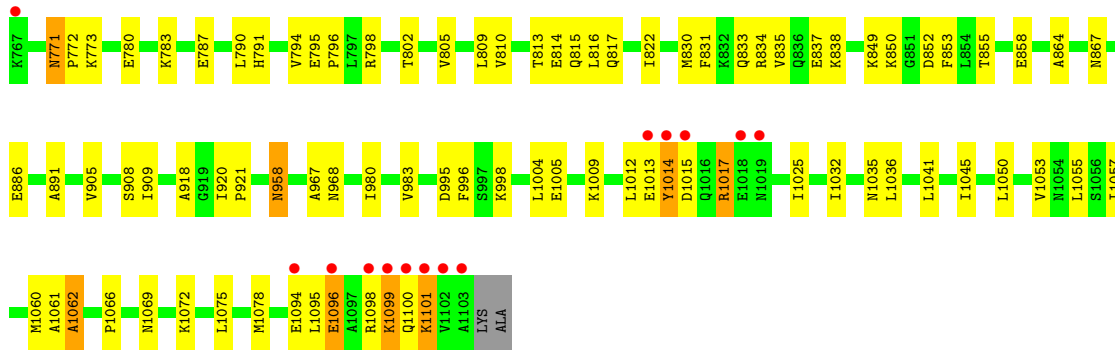 K767 N771 P772 K773 E780 K783 E787 L790 H791 V794 E795 P796 L797 R798 T802 V805 L809 V810 T813 E814 Q815 L816 Q817 I822 M830 F831 K832 Q833 R834 V835 Q836 E837 K838 K849 K850 G851 D852 F853 L854 T855 E858 A864 N867
E886 A891 V905 S908 I909 A918 G919 I920 P921 N958 A967 N968 I980 V983 D995 F996 S997 K998 L1004 E1005 K1009 L1012 E1013 Y1014 D1015 Q1016 R1017 E1018 N1019 I1025 I1032 N1035 L1036 L1041 I1045 L1050 V1053 N1054 L1055 S1056
M1060 A1061 A1062 P1066 N1069 K1072 L1075 M1078 E1094 L1095 E1096 A1097 R1098 K1099 Q1100 K1101 V1102 A1103 LYS ALA